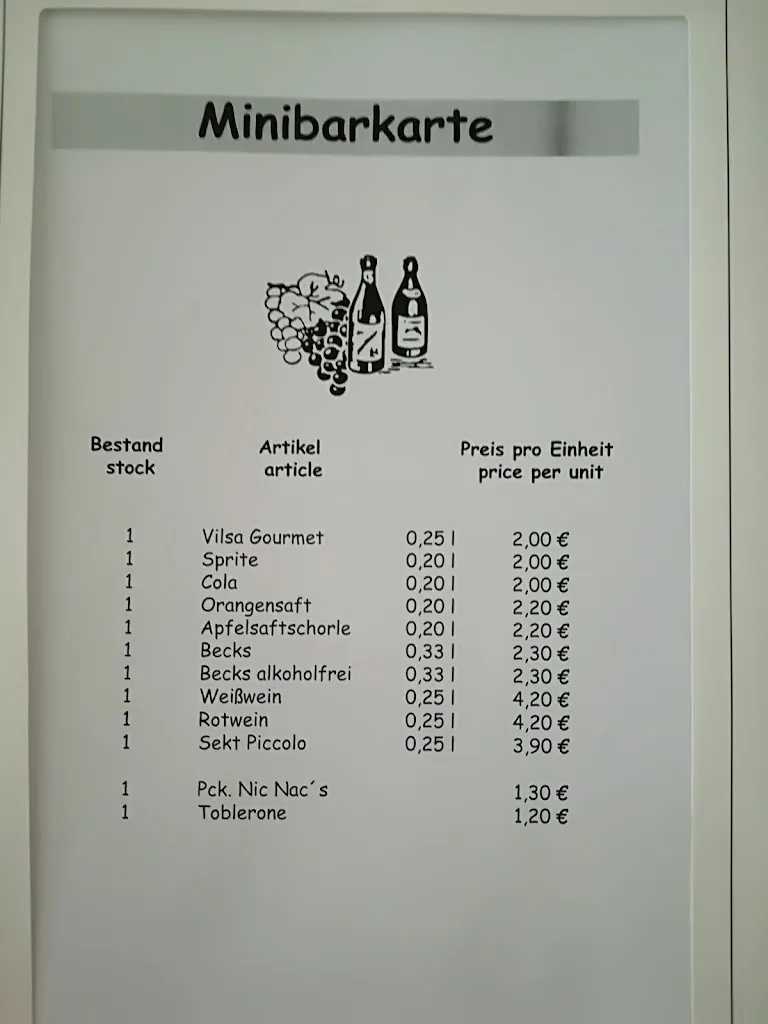 Minibarkarte
Bestand Artikel Preis pro Einheit
stock article price per unit
1 Vilsa Gourmet 0,25 l 2,00 €
1 Sprite 0,20 l 2,00 €
1 Cola 0,20 l 2,00 €
1 Orangensaft 0,20 l 2,20 €
1 Apfelsaftschorle 0,20 l 2,20 €
1 Becks 0,33 l 2,30 €
1 Becks alkoholfrei 0,33 l 2,30 €
1 Weißwein 0,25 l 4,20 €
1 Rotwein 0,25 l 4,20 €
1 Sekt Piccolo 0,25 l 3,90 €
1 Pck. Nic Nac´s 1,30 €
1 Toblerone 1,20 €